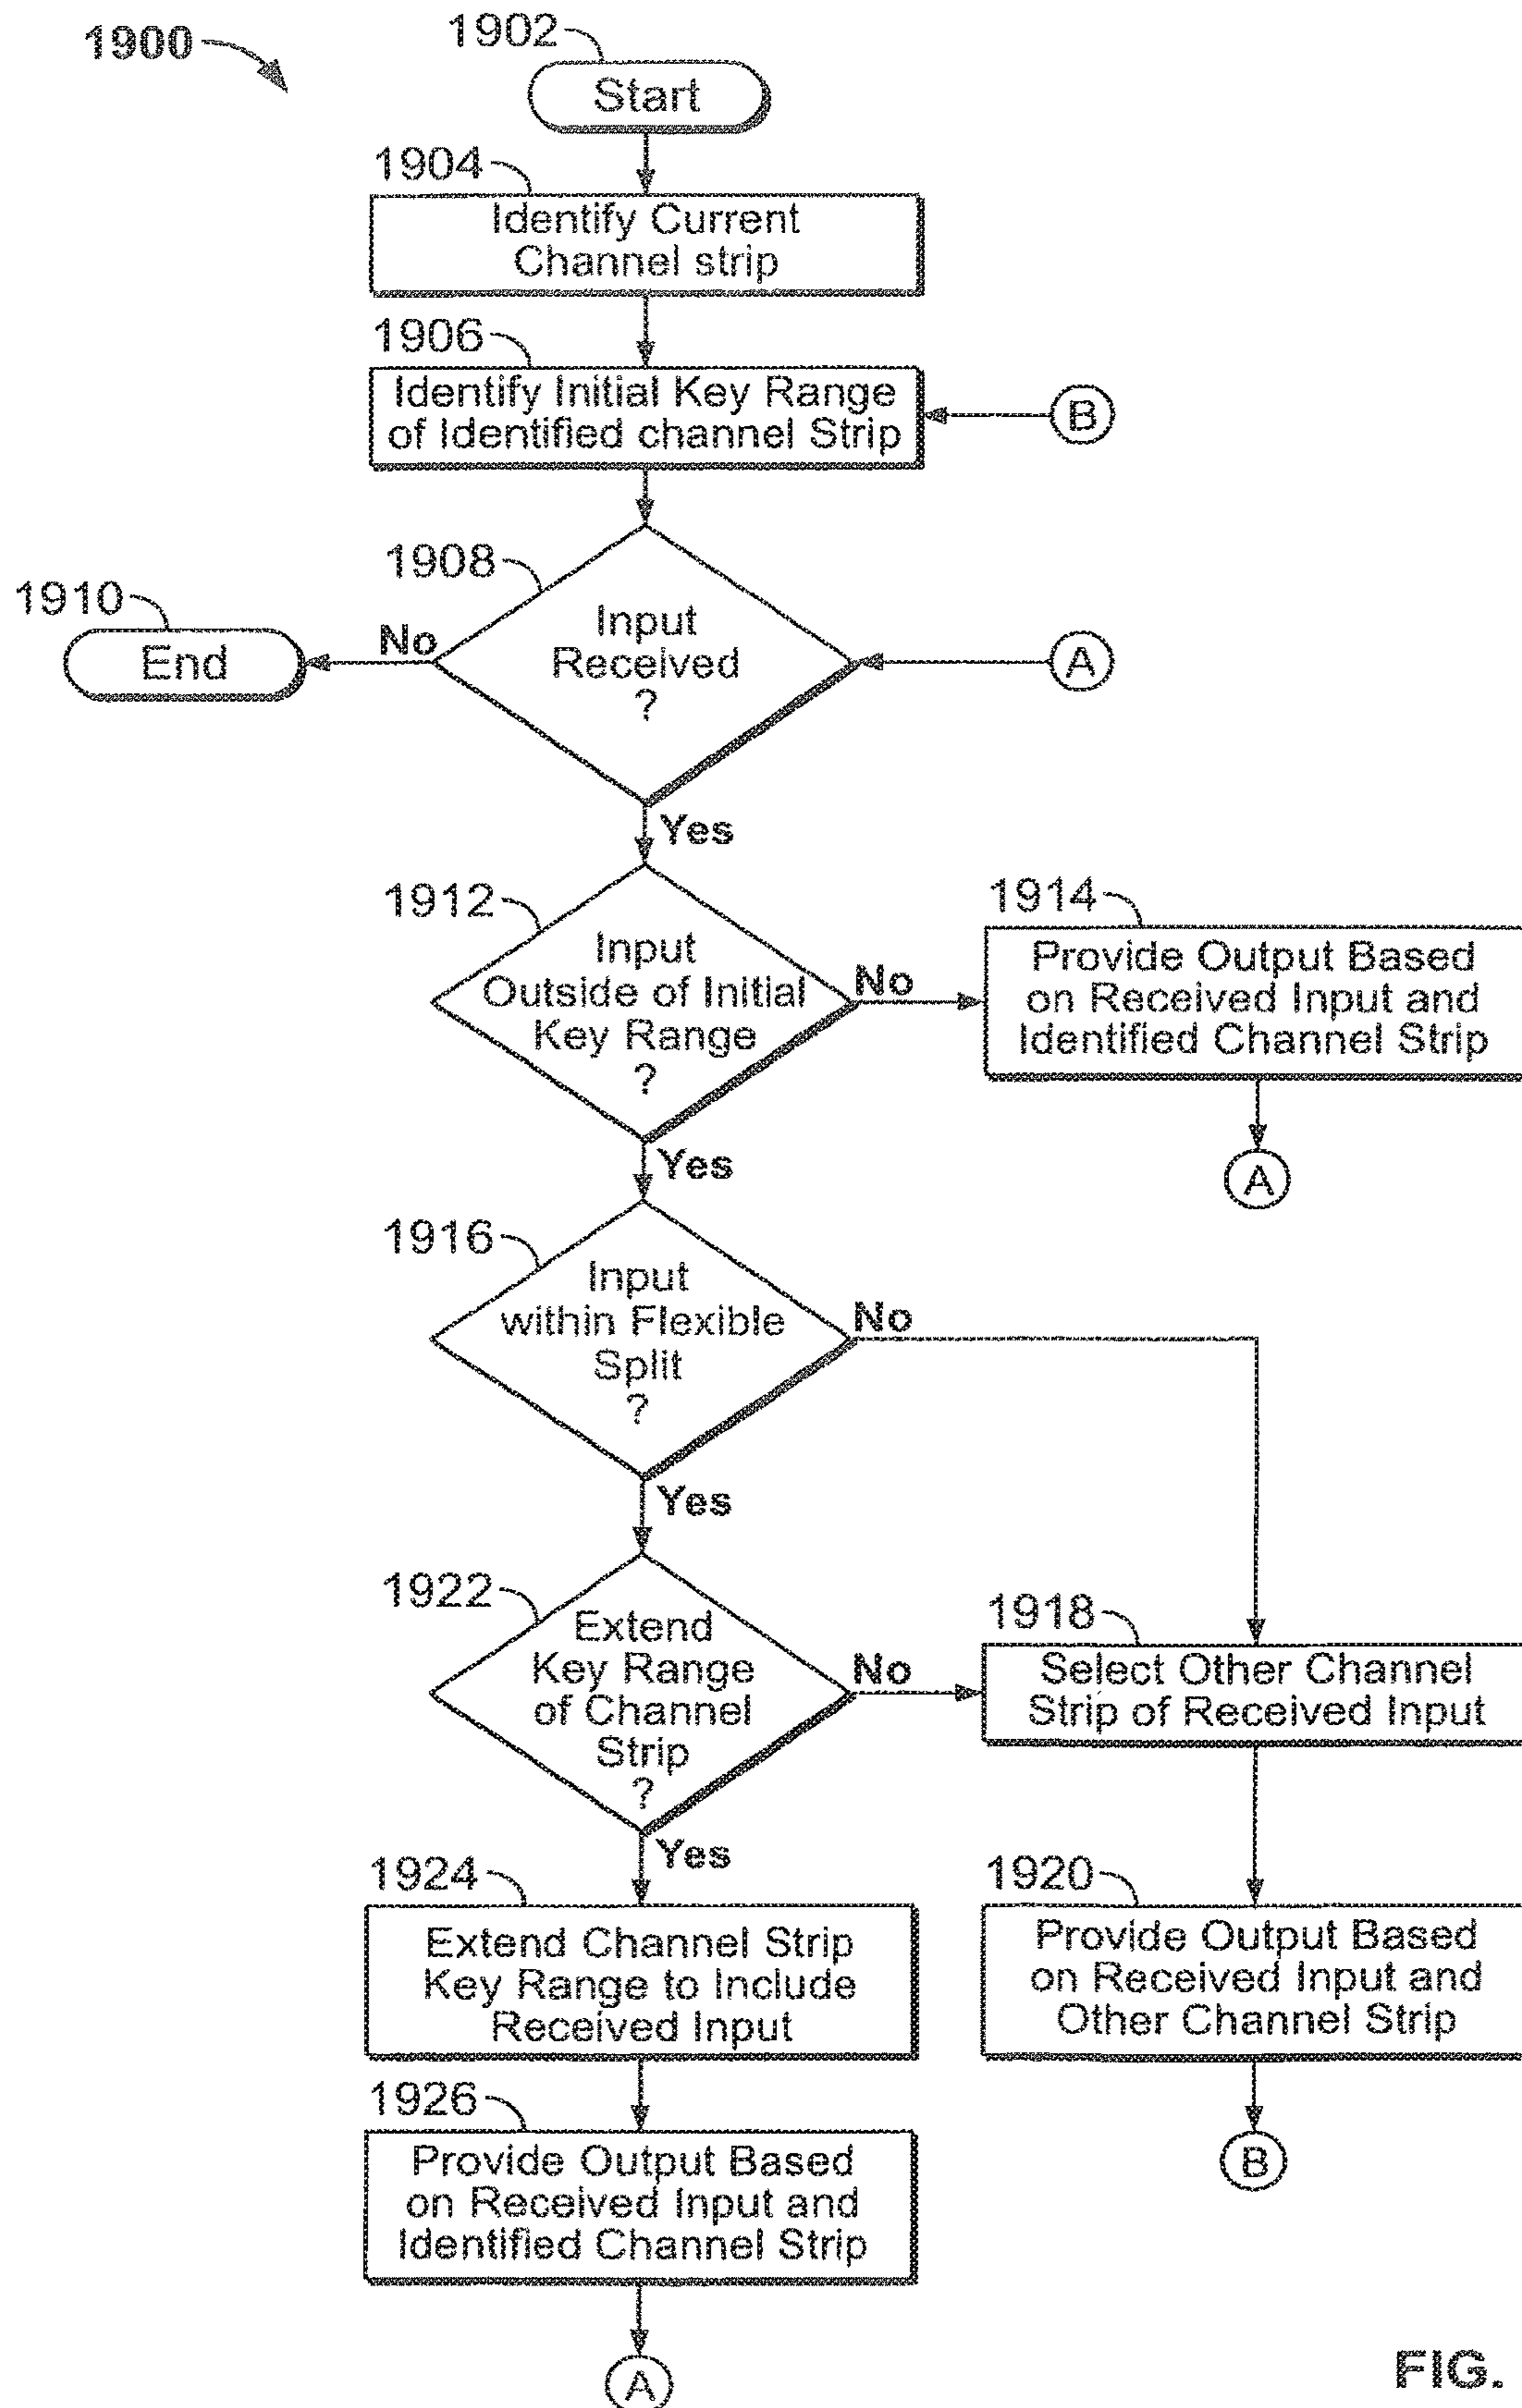 1900
1902
Start
1904
Identify Current
Channel strip
1906
Identify Initial Key Range
of Identified channel Strip
B
1908
1910
End
No
Input
Received
?
A
Yes
1912
Input
Outside of Initial
Key Range
?
No
1914
Provide Output Based
on Received Input and
Identified Channel Strip
A
Yes
1916
Input
within Flexible
Split
?
No
Yes
1922
Extend
Key Range
of Channel
Strip
?
No
1918
Select Other Channel
Strip of Received Input
Yes
1924
Extend Channel Strip
Key Range to Include
Received Input
1920
Provide Output Based
on Received Input and
Other Channel Strip
B
1926
Provide Output Based
on Received Input and
Identified Channel Strip
A
FIG.